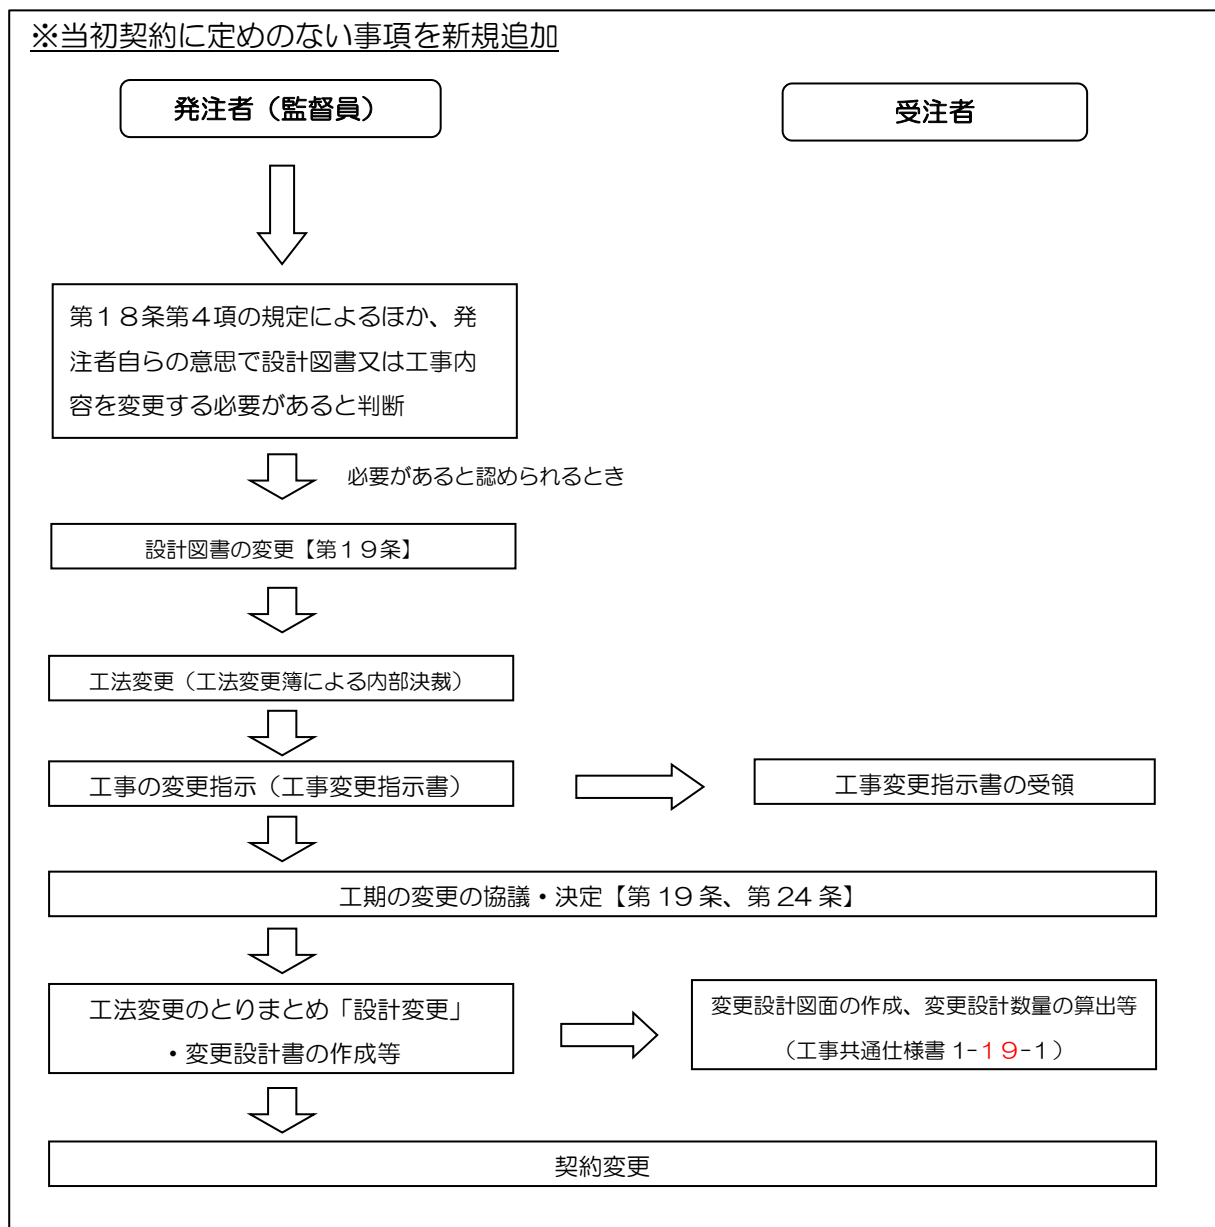 ※当初契約に定めのない事項を新規追加
発注者（監督員）
受注者
第１８条第４項の規定によるほか、発
注者自らの意思で設計図書又は工事内
容を変更する必要があると判断
必要があると認められるとき
設計図書の変更【第１９条】
工法変更（工法変更簿による内部決裁）
工事の変更指示（工事変更指示書）
工事変更指示書の受領
工期の変更の協議・決定【第 19 条、第 24 条】
工法変更のとりまとめ「設計変更」
・変更設計書の作成等
変更設計図面の作成、変更設計数量の算出等
（工事共通仕様書 1-１９-1）
契約変更